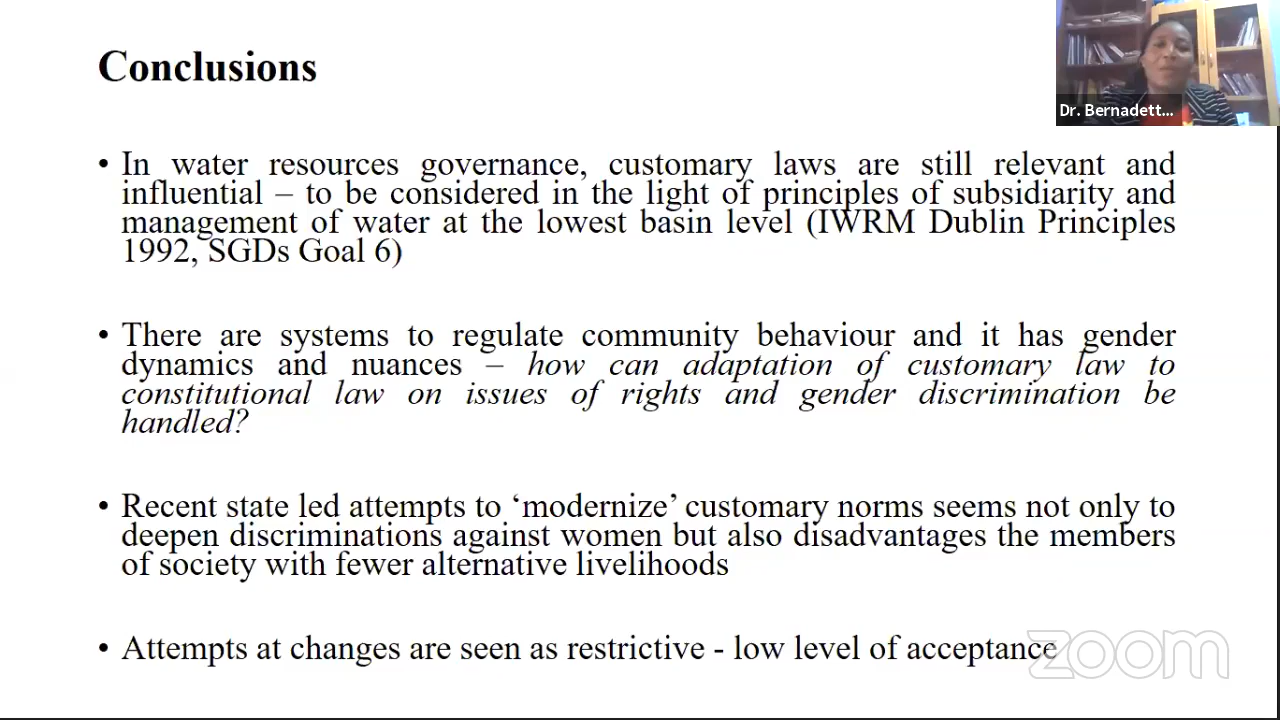 Conclusions
Dr. Bernadett...
• In water resources governance, customary laws are still relevant and
influential – to be considered in the light of principles of subsidiarity and
management of water at the lowest basin level (IWRM Dublin Principles
1992, SGDs Goal 6)
• There are systems to regulate community behaviour and it has gender
dynamics and nuances – how can adaptation of customary law to
constitutional law on issues of rights and gender discrimination be
handled?
• Recent state led attempts to ‘modernize’ customary norms seems not only to
deepen discriminations against women but also disadvantages the members
of society with fewer alternative livelihoods
• Attempts at changes are seen as restrictive - low level of acceptance
zoom